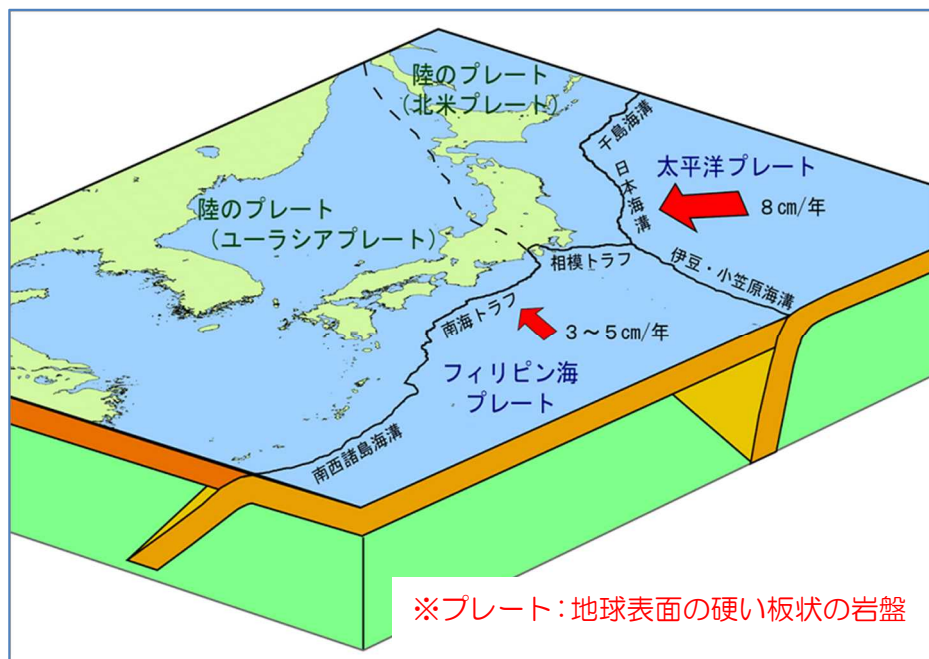 陸のプレート
（北米プレート）
千島海溝
日本海溝
太平洋プレート
8㎝/年
陸のプレート
（ユーラシアプレート）
相模トラフ
伊豆・小笠原海溝
南海トラフ
3～5㎝/年
フィリピン海
プレート
南西諸島海溝
※プレート：地球表面の硬い板状の岩盤